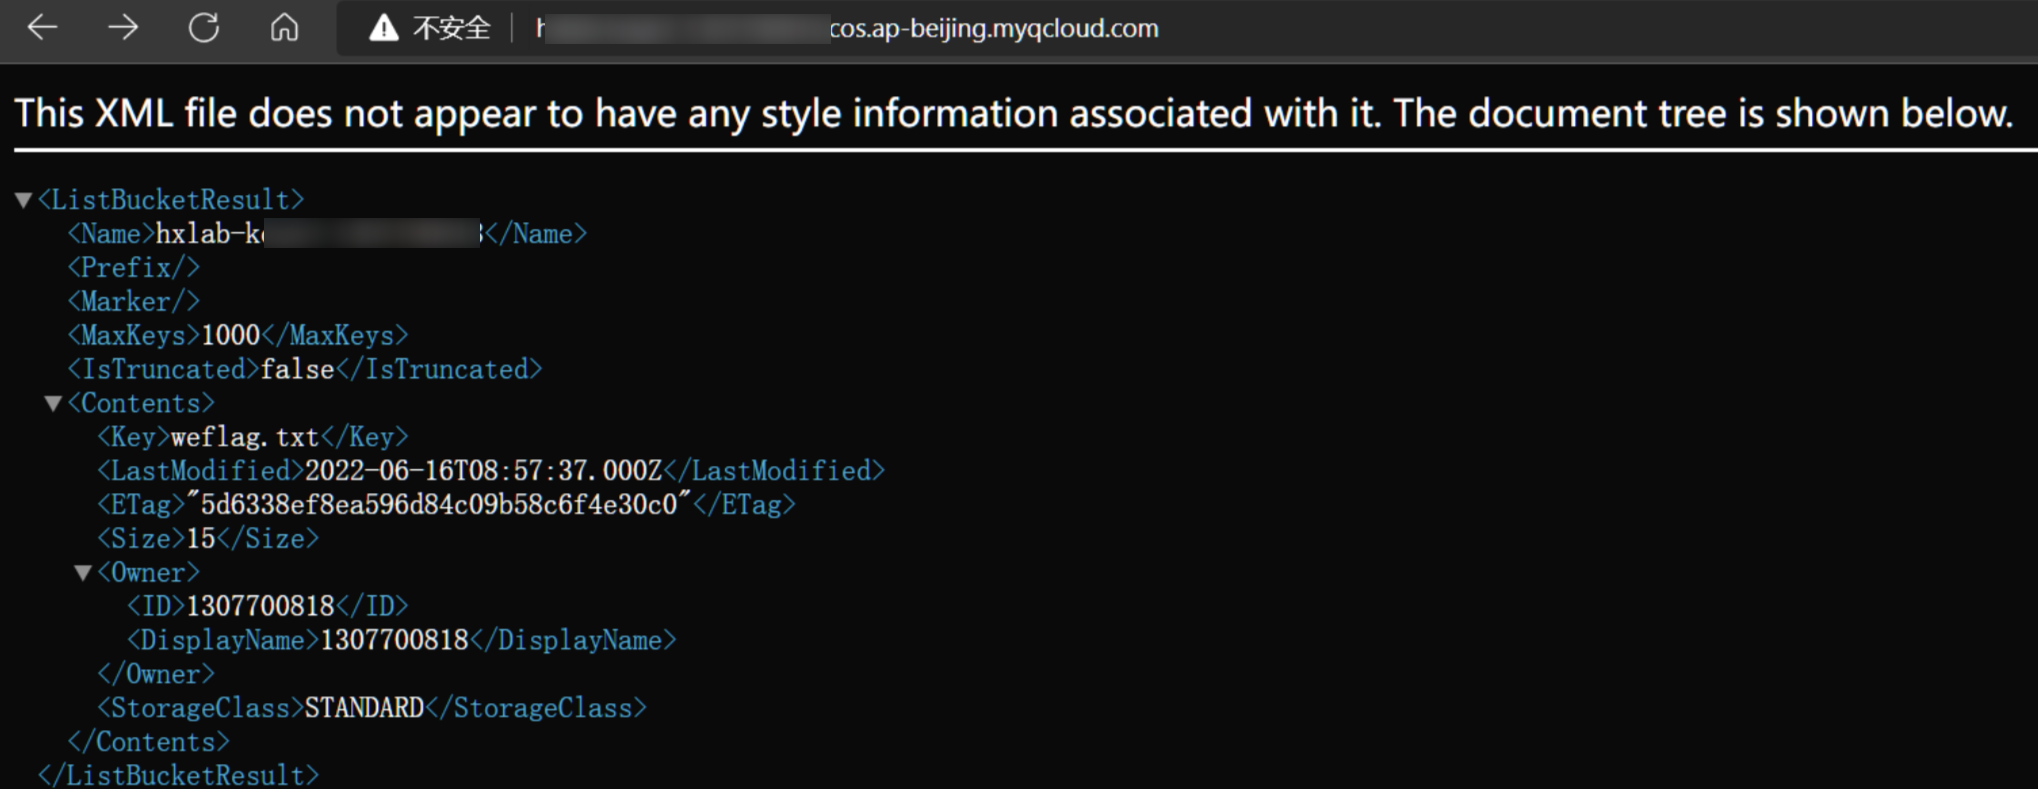 不安全 cos.ap-beijing.myqcloud.com
This XML file does not appear to have any style information associated with it. The document tree is shown below.
<ListBucketResult>
<Name>hxlab-k </Name>
<Prefix/>
<Marker/>
<MaxKeys>1000</MaxKeys>
<IsTruncated>false</IsTruncated>
<Contents>
<Key>weflag.txt</Key>
<LastModified>2022-06-16T08:57:37.000Z</LastModified>
<ETag>"5d6338ef8ea596d84c09b58c6f4e30c0"</ETag>
<Size>15</Size>
<Owner>
<ID>1307700818</ID>
<DisplayName>1307700818</DisplayName>
</Owner>
<StorageClass>STANDARD</StorageClass>
</Contents>
</ListBucketResult>